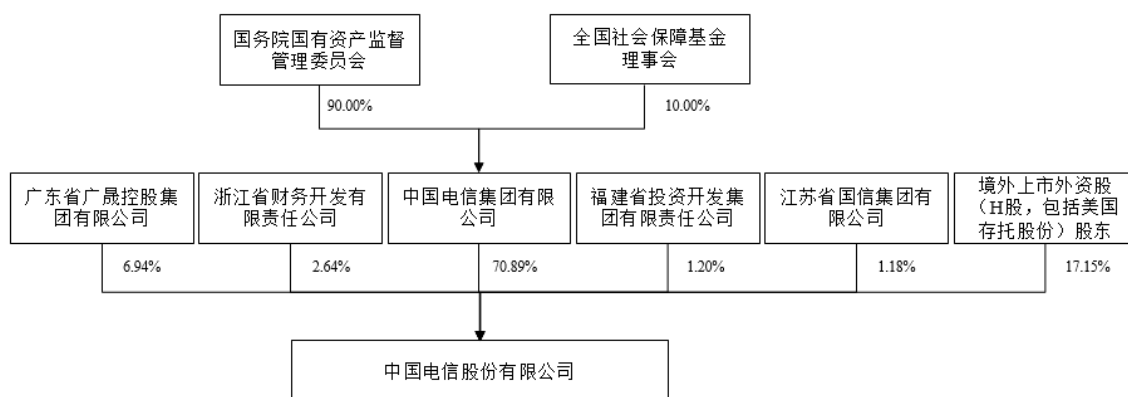 国务院国有资产监督
管理委员会
全国社会保障基金
理事会
90.00%
10.00%
广东省广晟控股集
团有限公司
浙江省财务开发有
限责任公司
中国电信集团有限
公司
福建省投资开发集
团有限责任公司
江苏省国信集团有
限公司
境外上市外资股
（H股，包括美国
存托股份）股东
6.94%
2.64%
70.89%
1.20%
1.18%
17.15%
中国电信股份有限公司